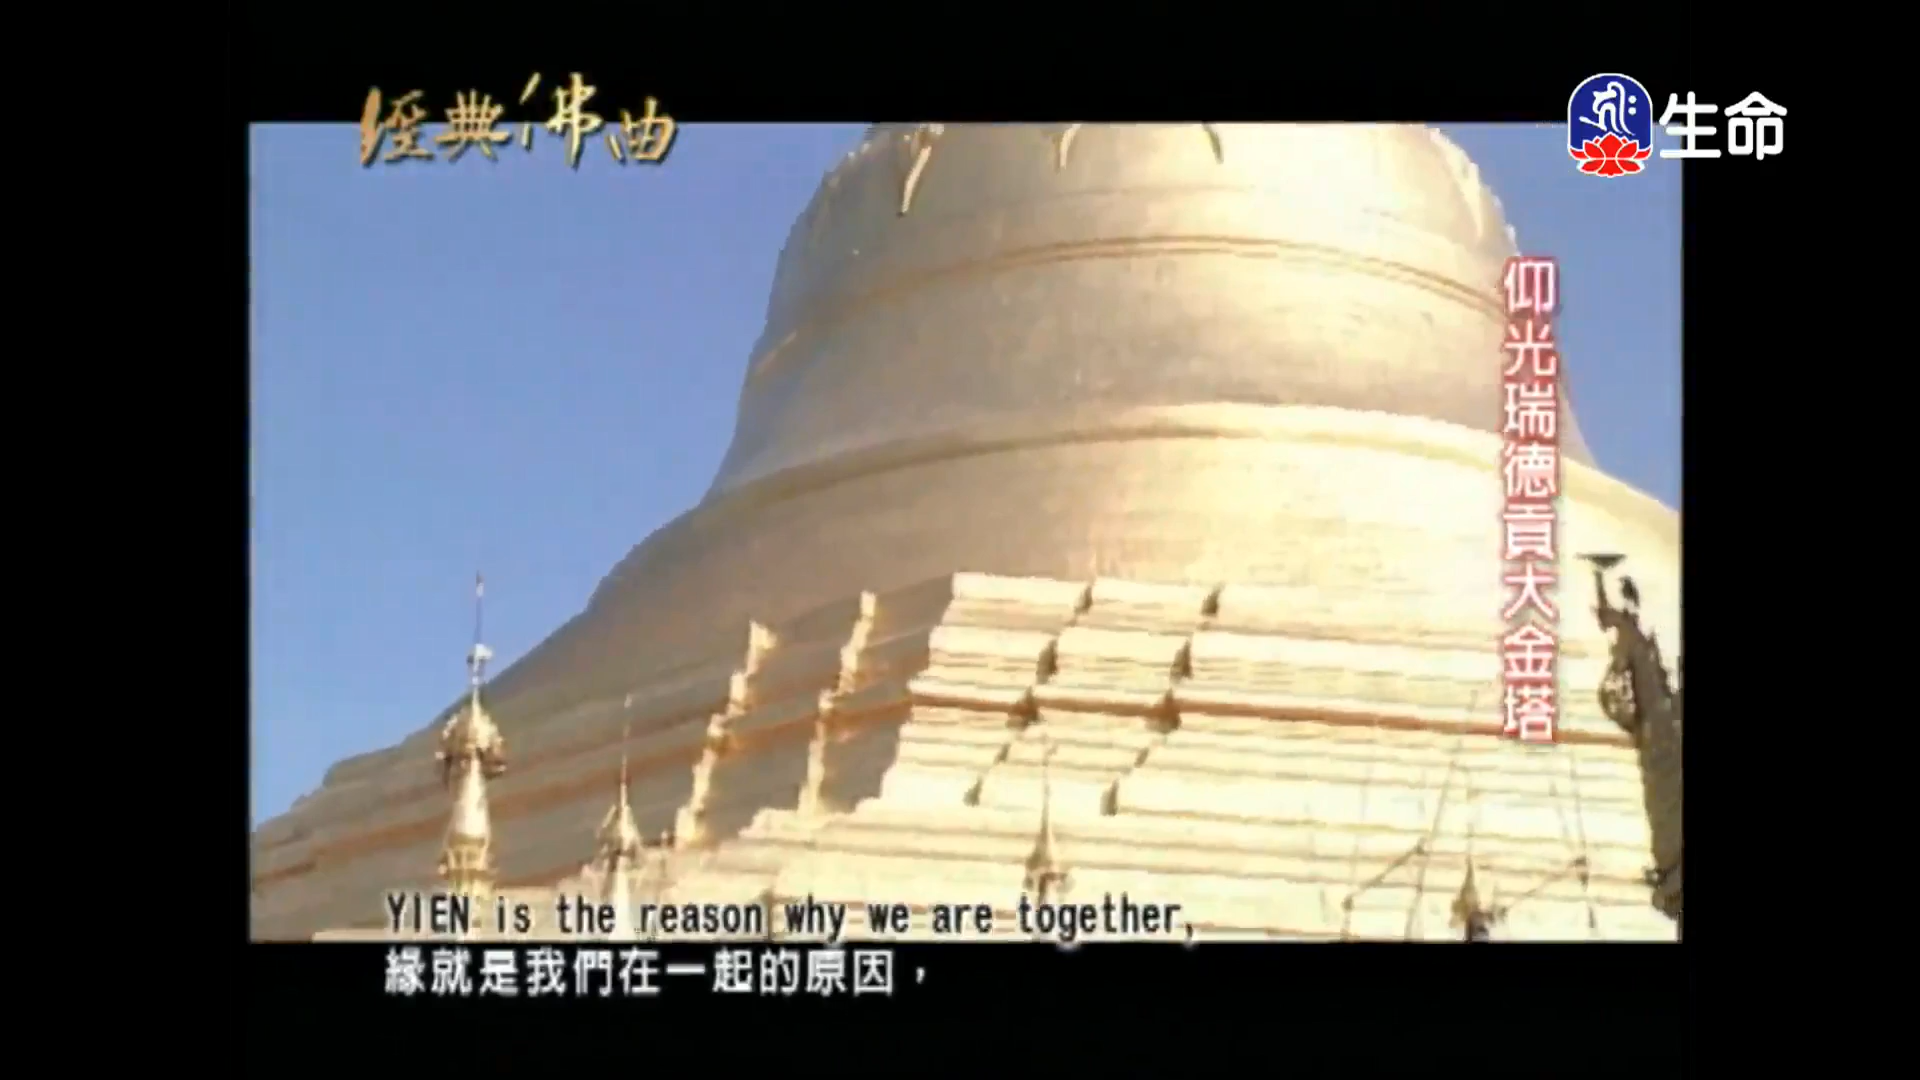 經典佛曲
生命
仰光瑞德貢大金塔
YIEN is the reason why we are together,
緣就是我們在一起的原因，